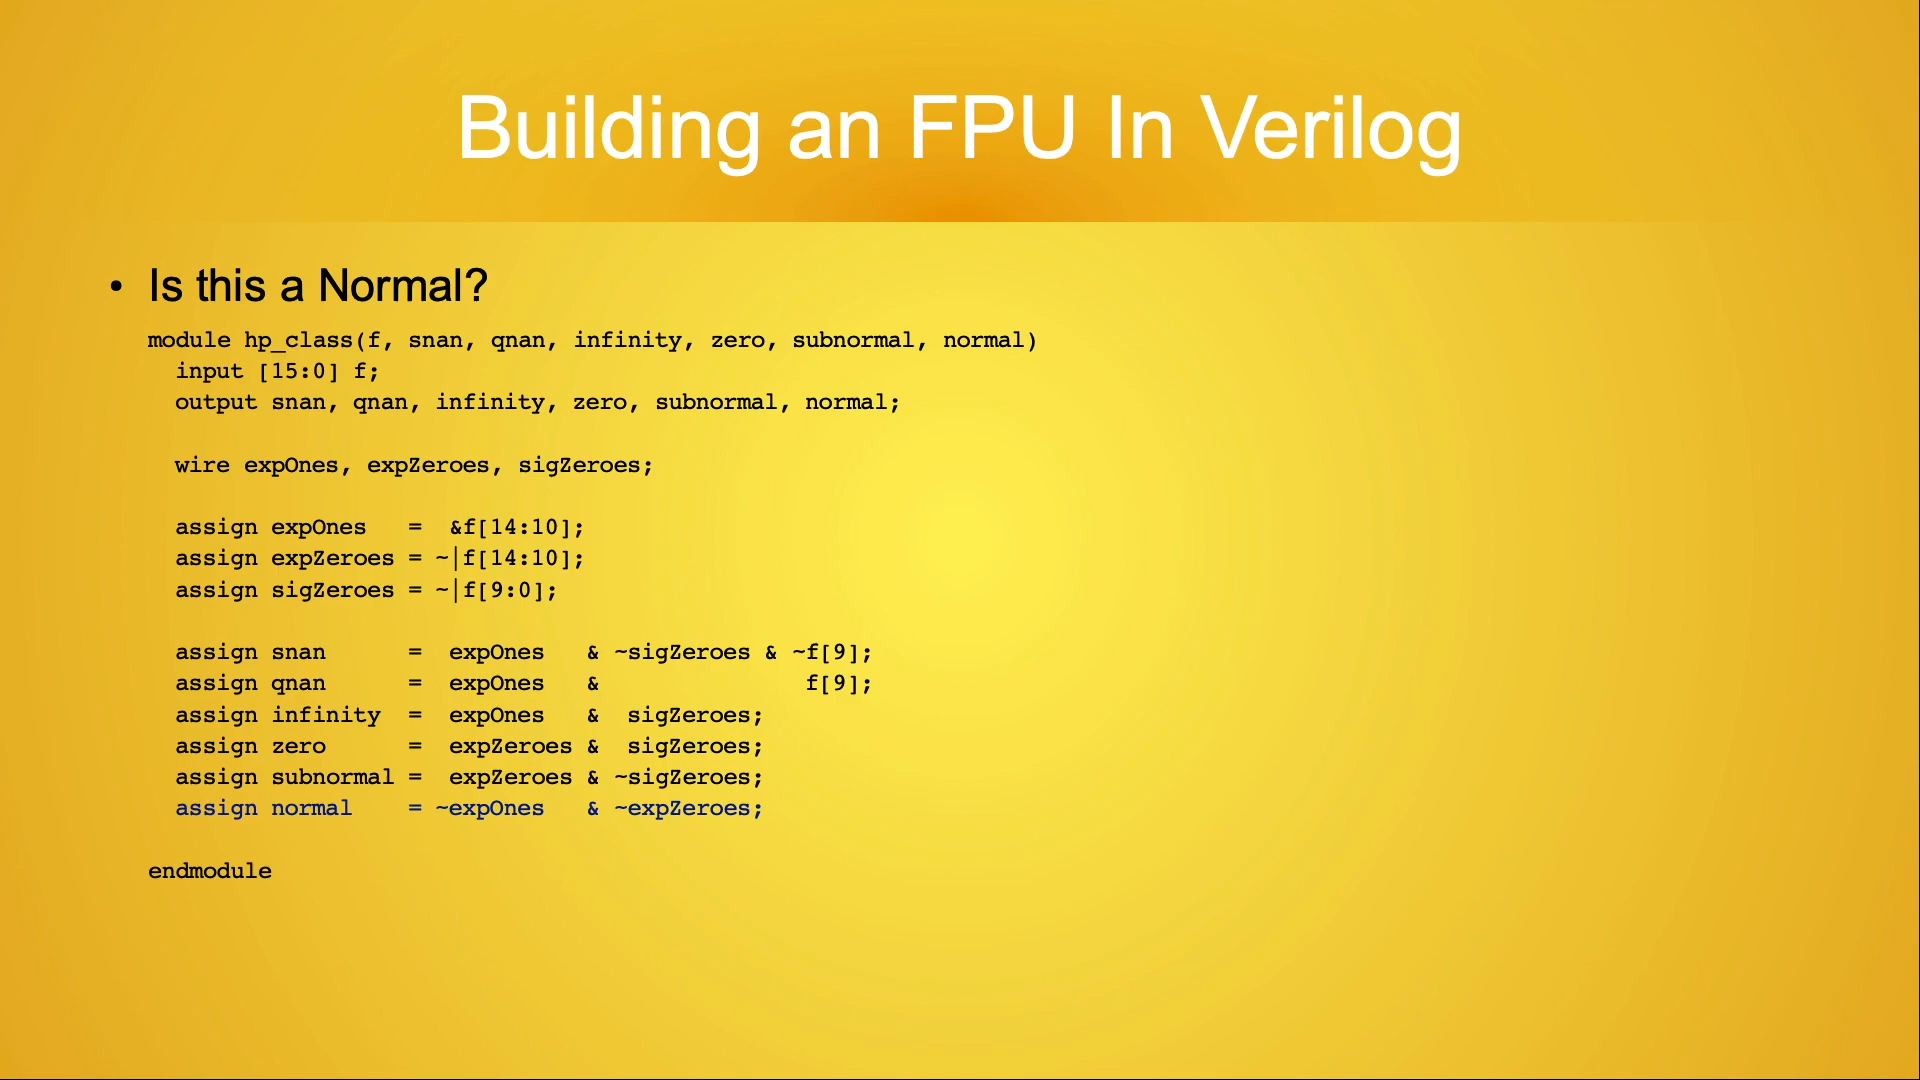 Building an FPU In Verilog
• Is this a Normal?
module hp_class(f, snan, qnan, infinity, zero, subnormal, normal)
  input [15:0] f;
  output snan, qnan, infinity, zero, subnormal, normal;
  wire expOnes, expZeroes, sigZeroes;
  assign expOnes   =  &f[14:10];
  assign expZeroes = ~|f[14:10];
  assign sigZeroes = ~|f[9:0];
  assign snan      =  expOnes   & ~sigZeroes & ~f[9];
  assign qnan      =  expOnes   &               f[9];
  assign infinity  =  expOnes   &  sigZeroes;
  assign zero      =  expZeroes &  sigZeroes;
  assign subnormal =  expZeroes & ~sigZeroes;
  assign normal    = ~expOnes   & ~expZeroes;
endmodule